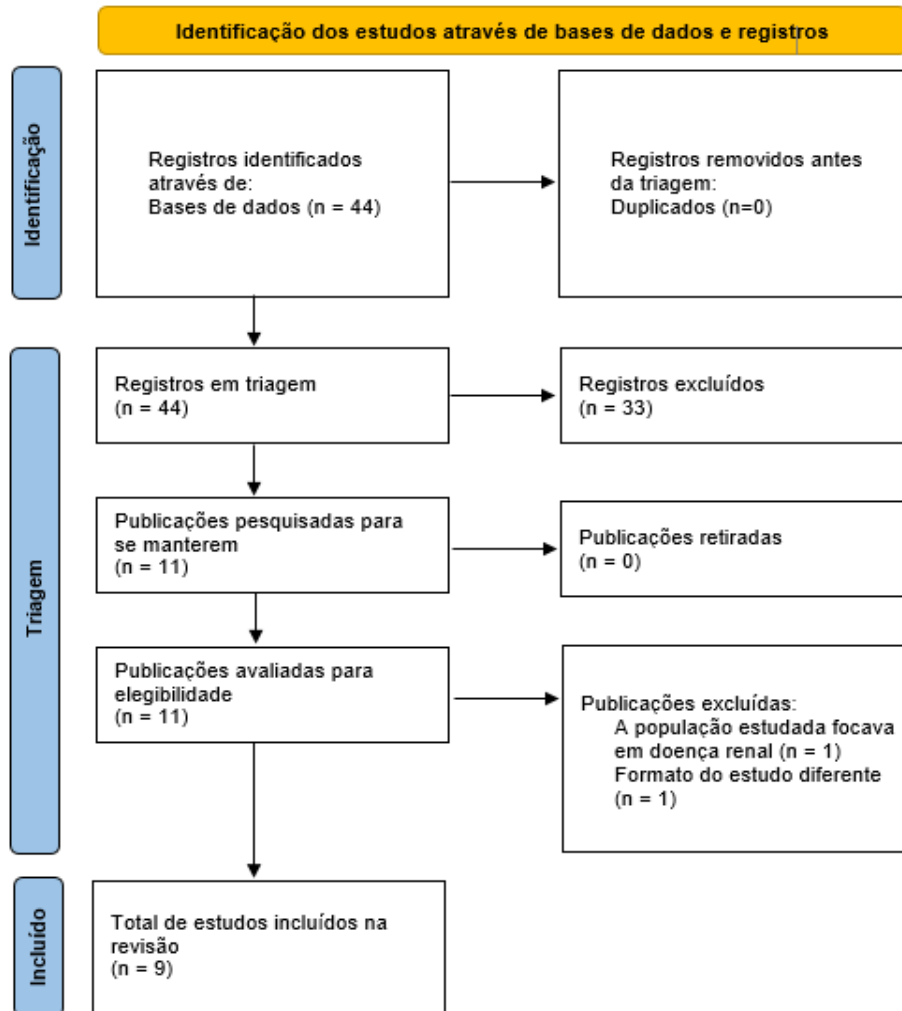 Identificação dos estudos através de bases de dados e registros
Identificação
Registros identificados
através de:
Bases de dados (n = 44)
Registros removidos antes
da triagem:
Duplicados (n=0)
Triagem
Registros em triagem
(n = 44)
Registros excluídos
(n = 33)
Publicações pesquisadas para
se manterem
(n = 11)
Publicações retiradas
(n = 0)
Publicações avaliadas para
elegibilidade
(n = 11)
Publicações excluídas:
A população estudada focava
em doença renal (n = 1)
Formato do estudo diferente
(n = 1)
Incluído
Total de estudos incluídos na
revisão
(n = 9)